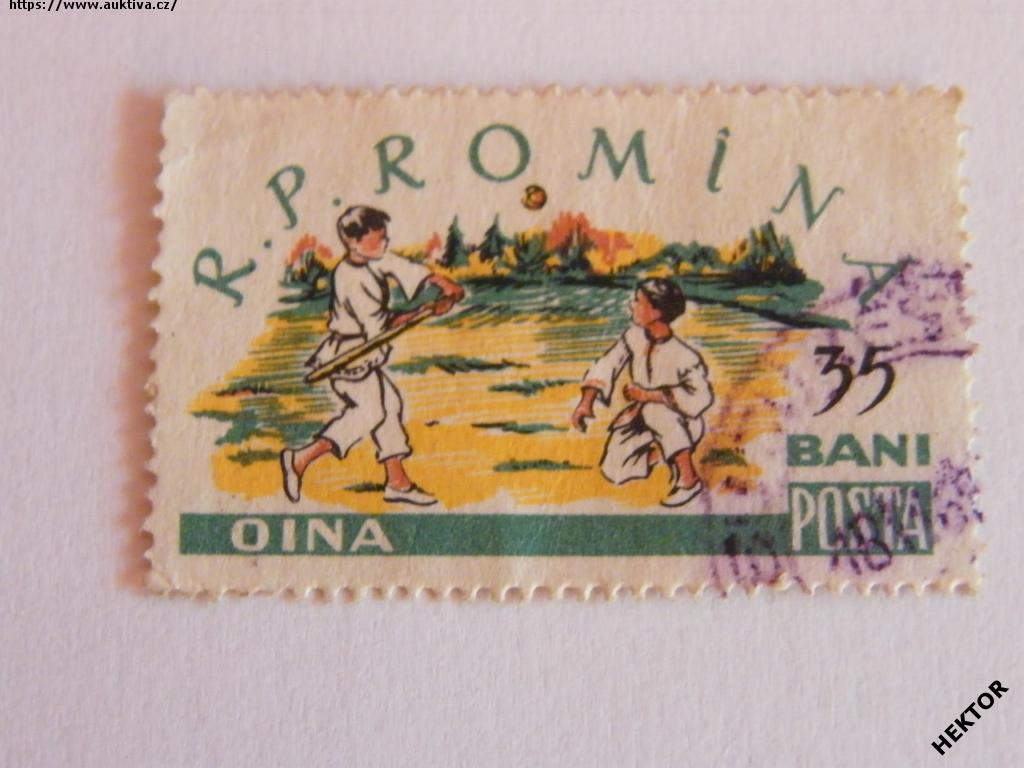 https://www.auktiva.cz/
R.P.ROMÎNA
35
BANI
POSTA
OINA
HEKTOR